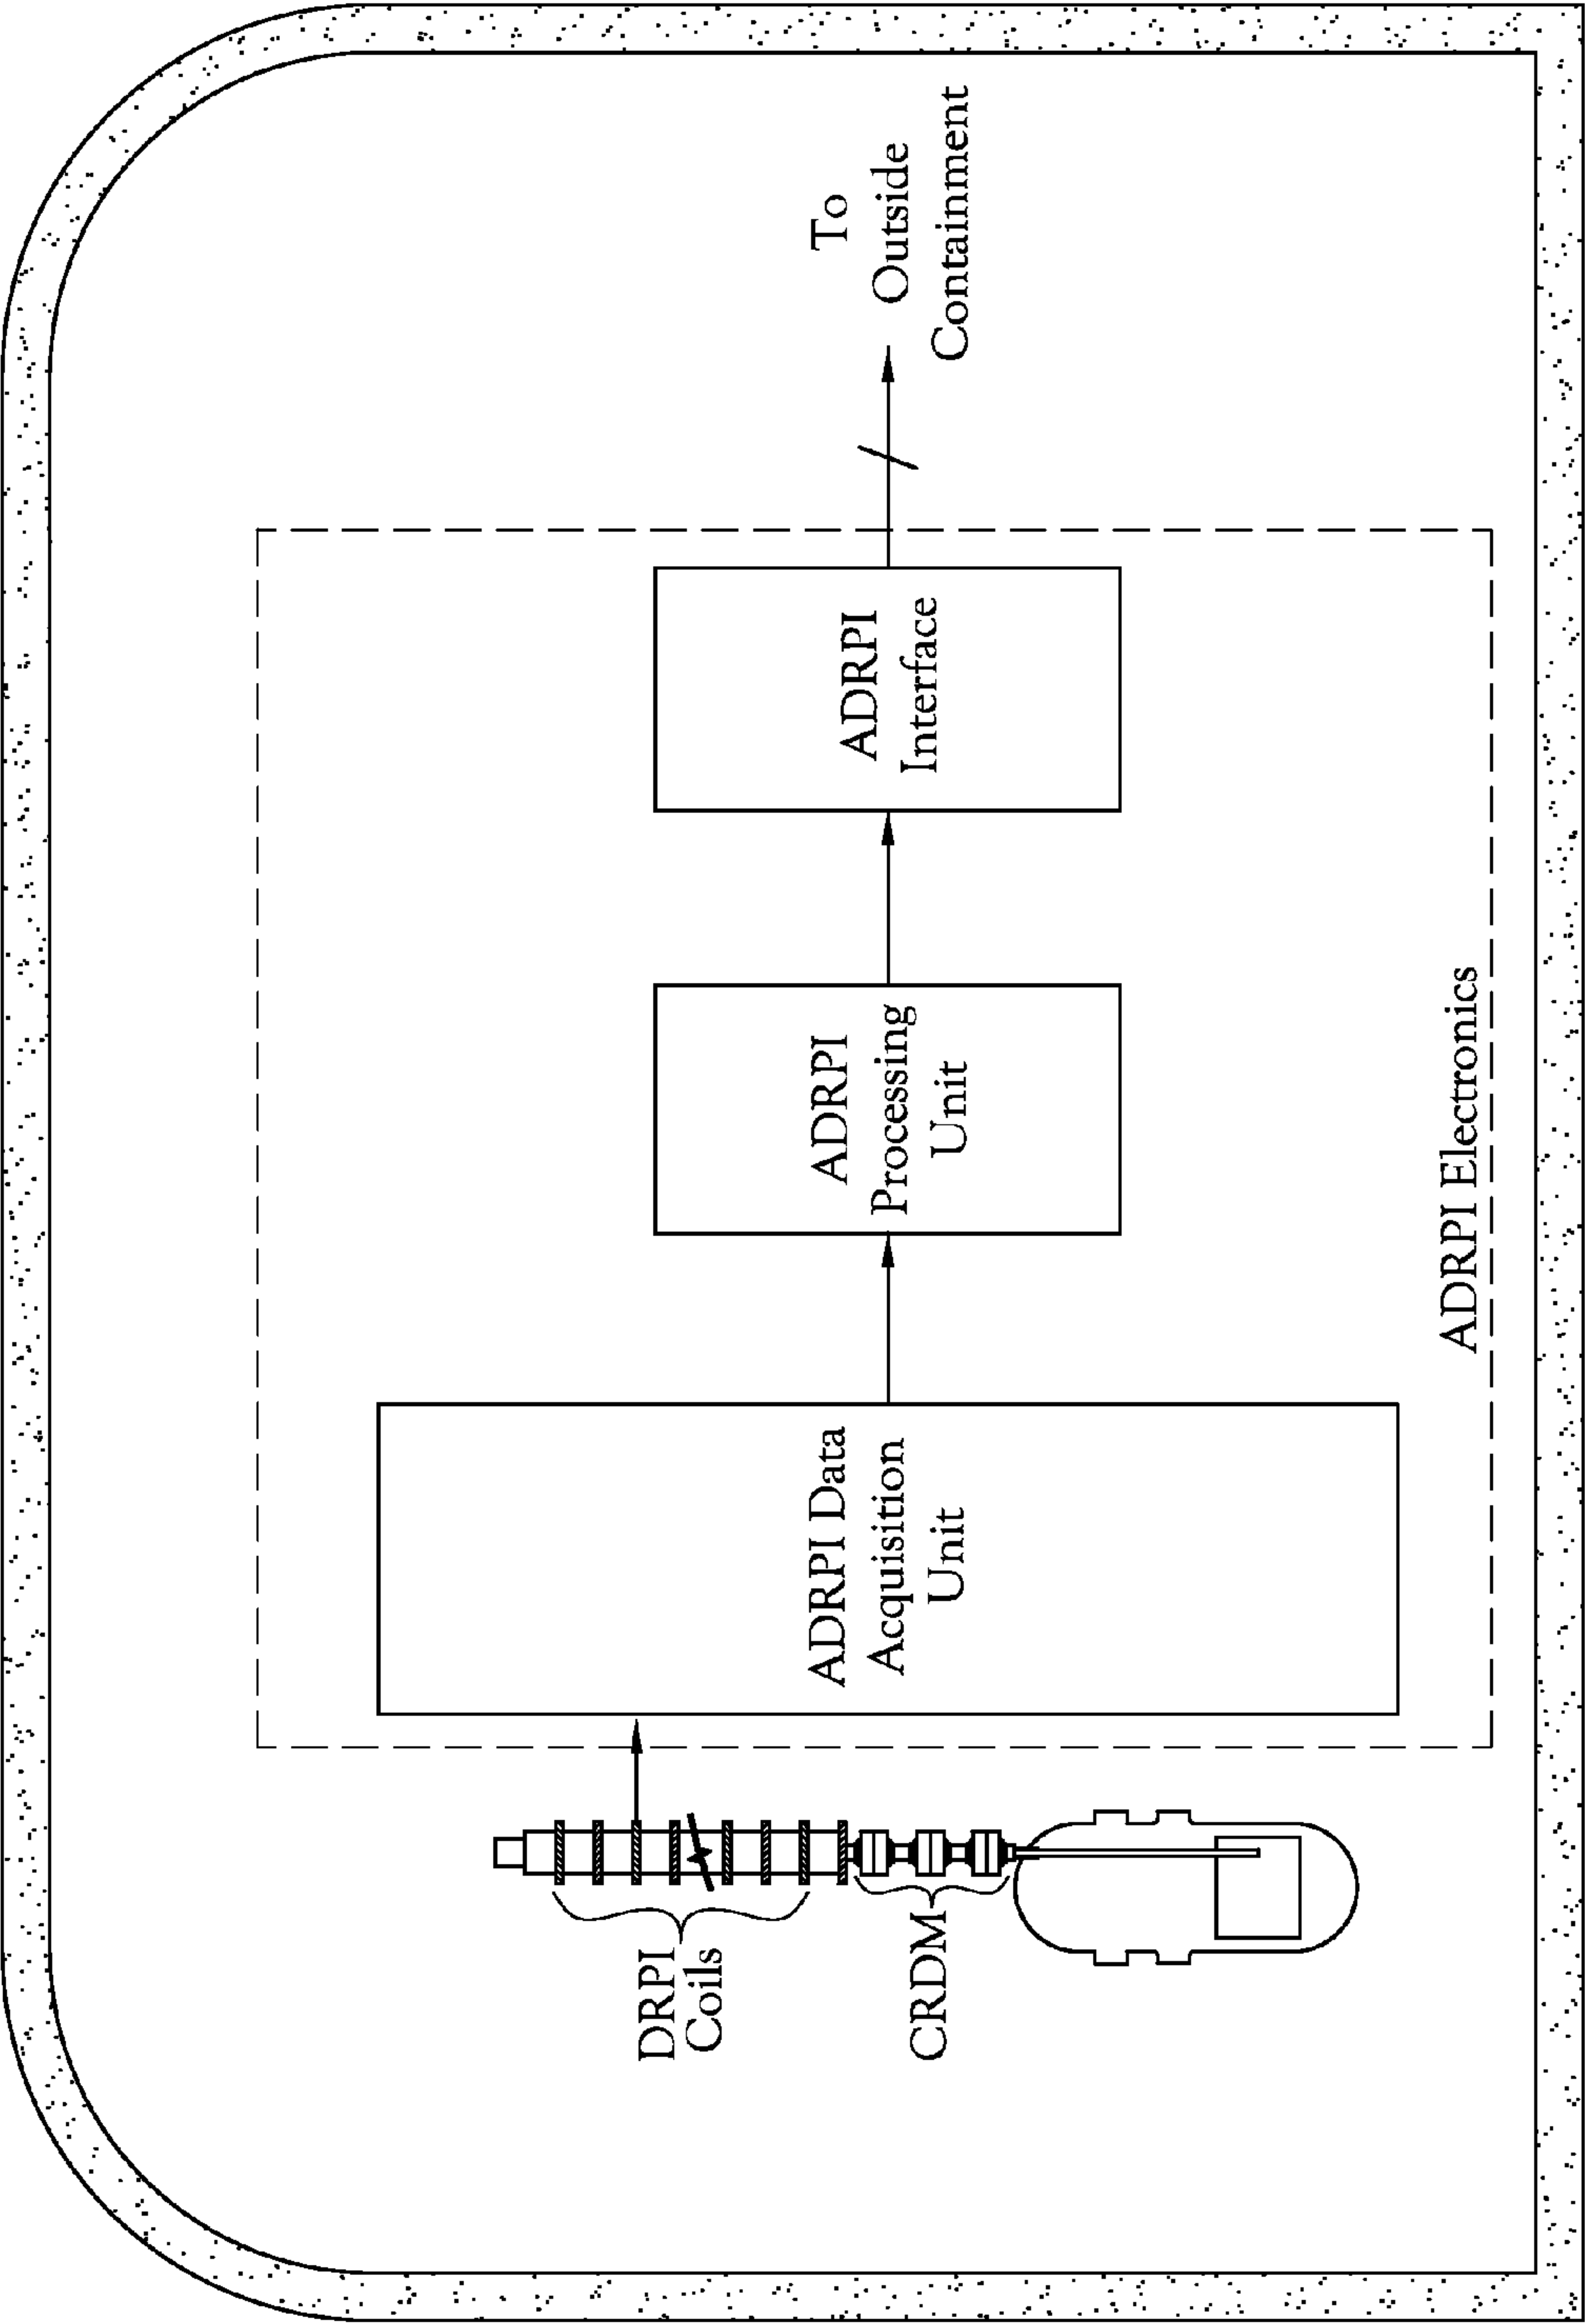 DRPI
Coils
CRDM
ADRPI Data
Acquisition
Unit
ADRPI
Processing
Unit
ADRPI
Interface
To
Outside
Containment
ADRPI Electronics